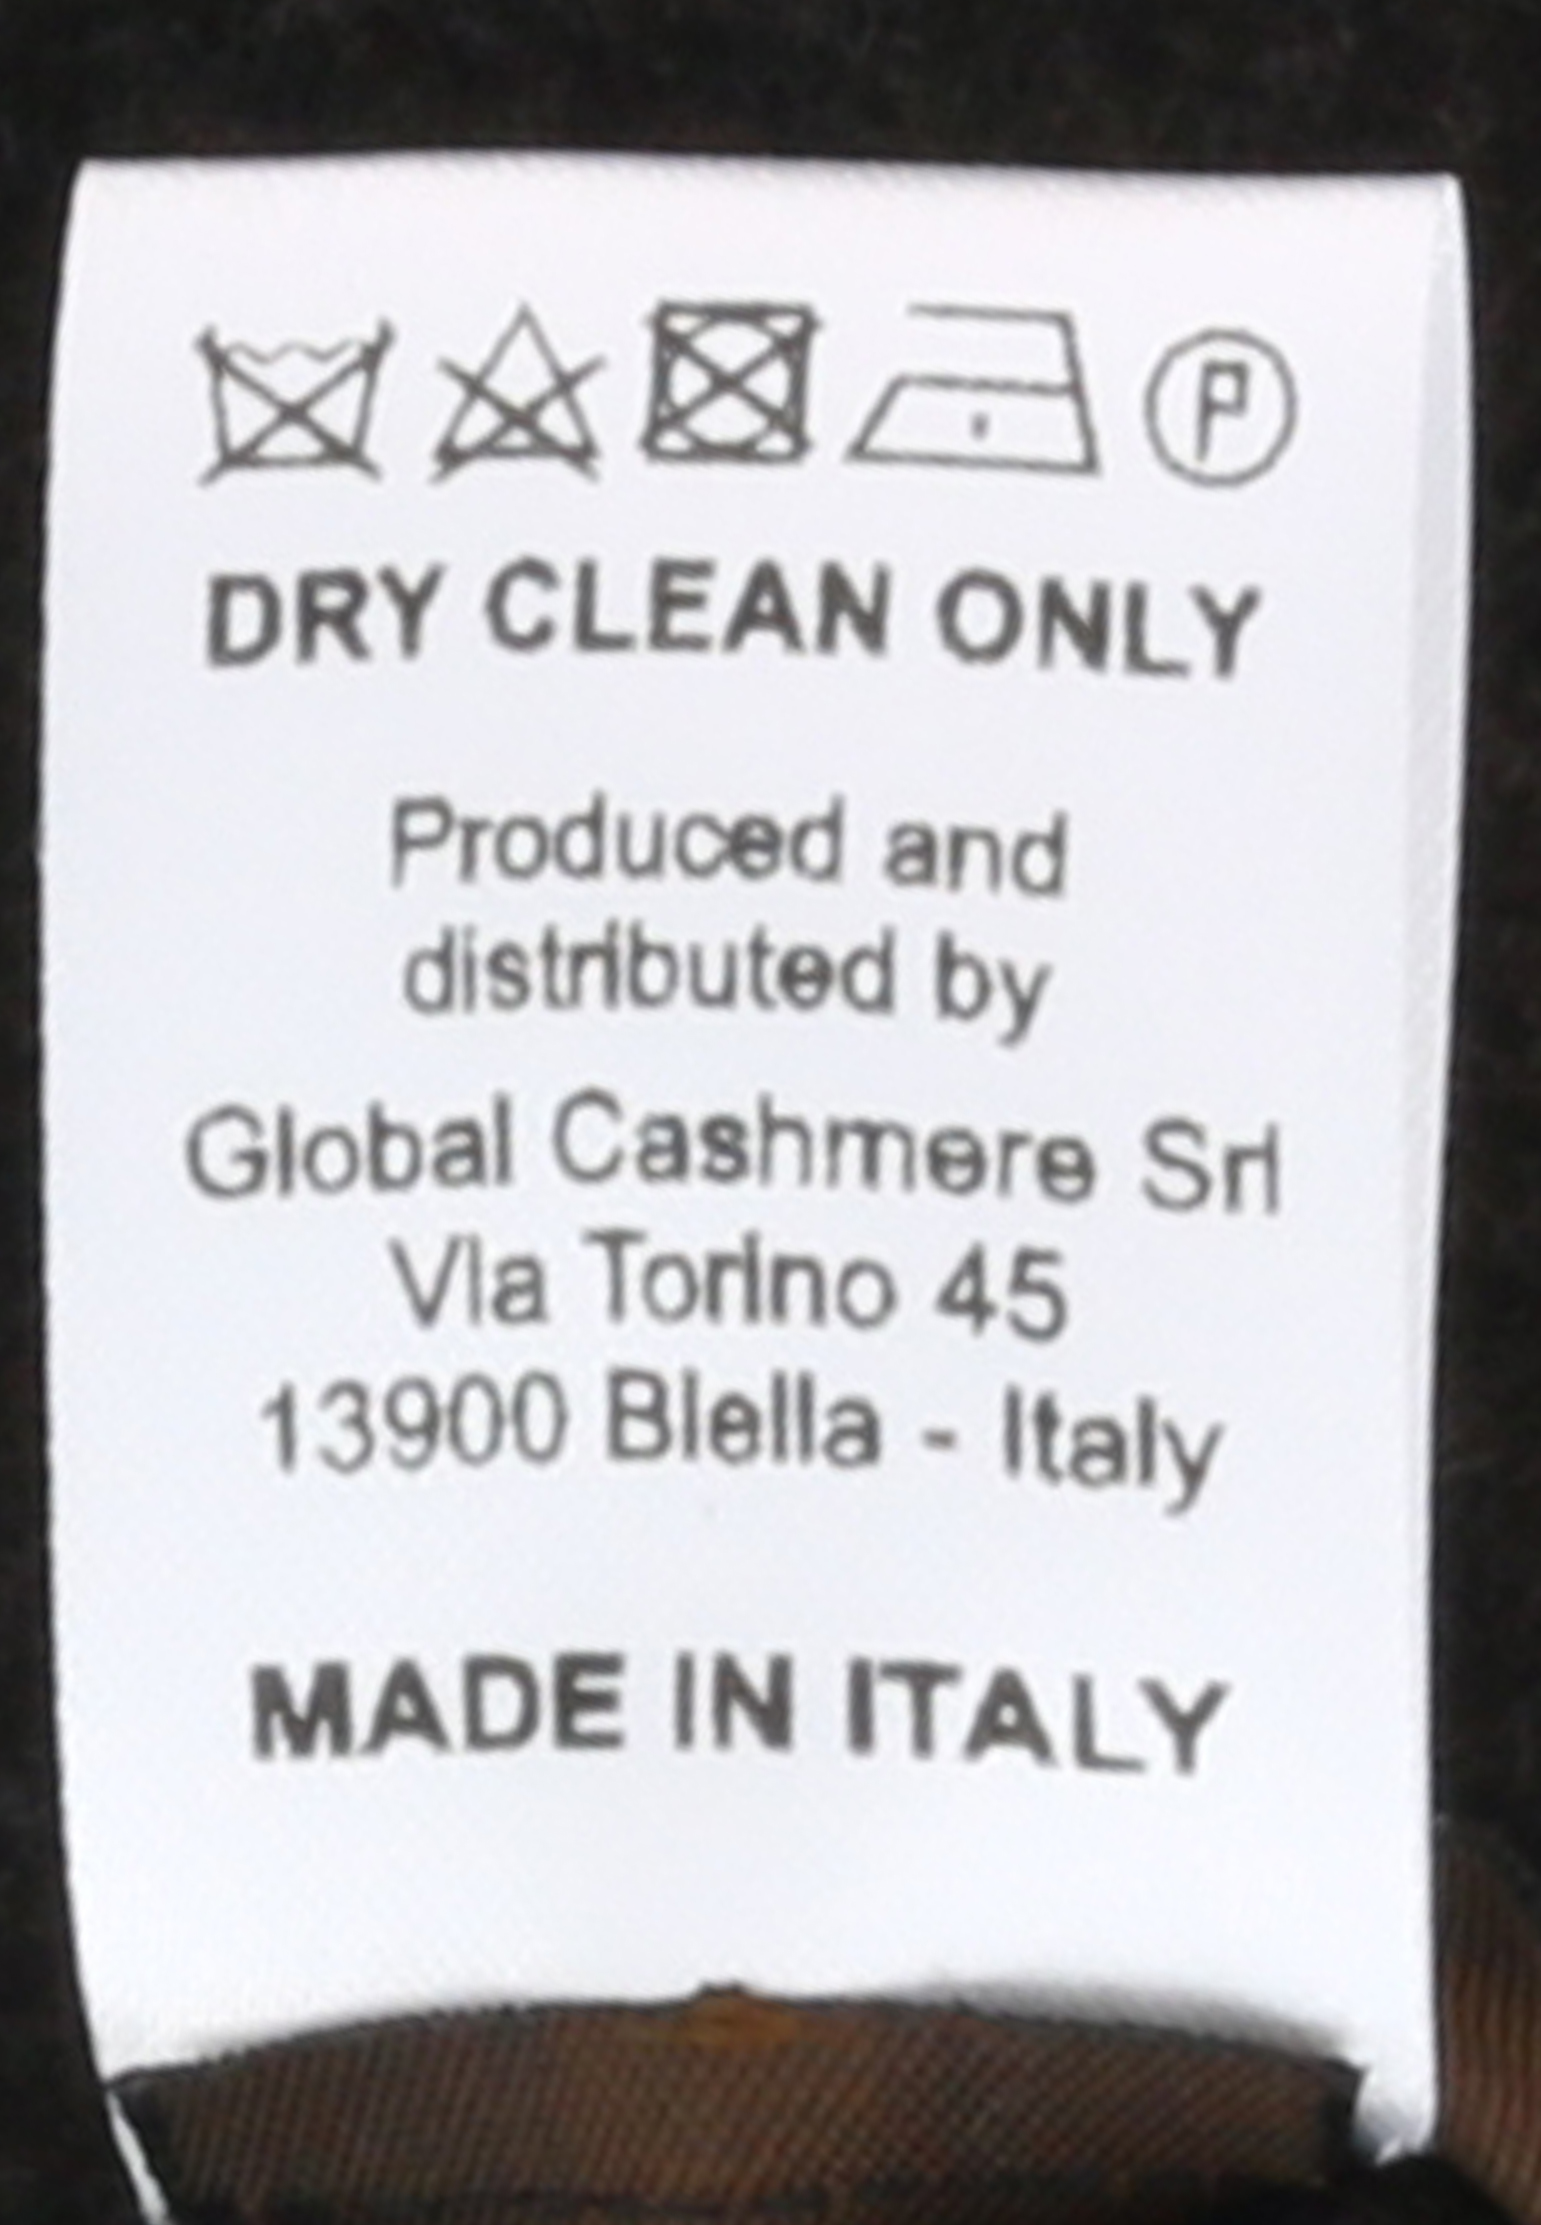 P
DRY CLEAN ONLY
Produced and
distributed by
Global Cashmere Srl
Via Torino 45
13900 Biella - Italy
MADE IN ITALY